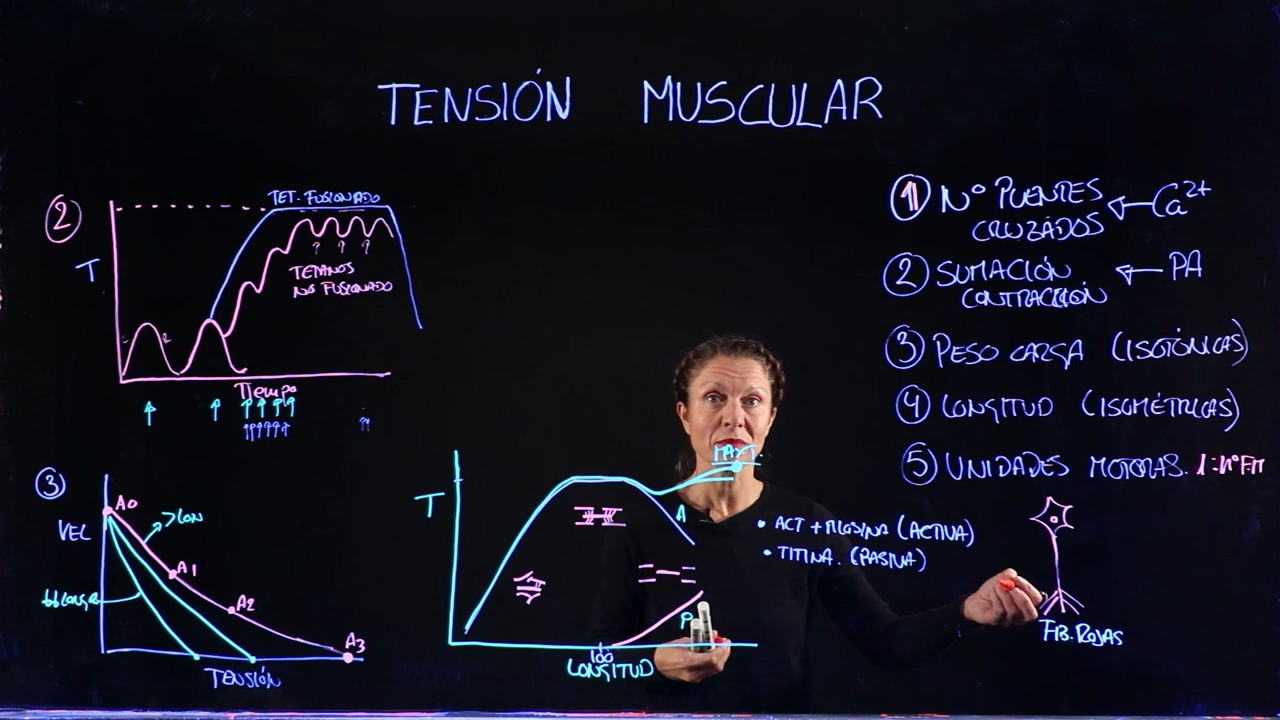 TENSIÓN MUSCULAR
2
TET. FUSIONADO
T
TETANOS
NO FUSIONADO
Tiempo
1 Nº PUENTES
CRUZADOS
Ca2+
2 SUMACIÓN
CONTRACCIÓN
PA
3 PESO CARGA (ISOTÓNICAS)
4 LONGITUD (ISOMÉTRICAS)
5 UNIDADES MOTORAS.
3
VEL
A0
>LON
A1
A2
A3
TENSIÓN
T
MAX T
A
P
100
LONGITUD
• ACT + MIOSINA (ACTIVA)
• TITINA. (PASIVA)
FIB. ROJAS